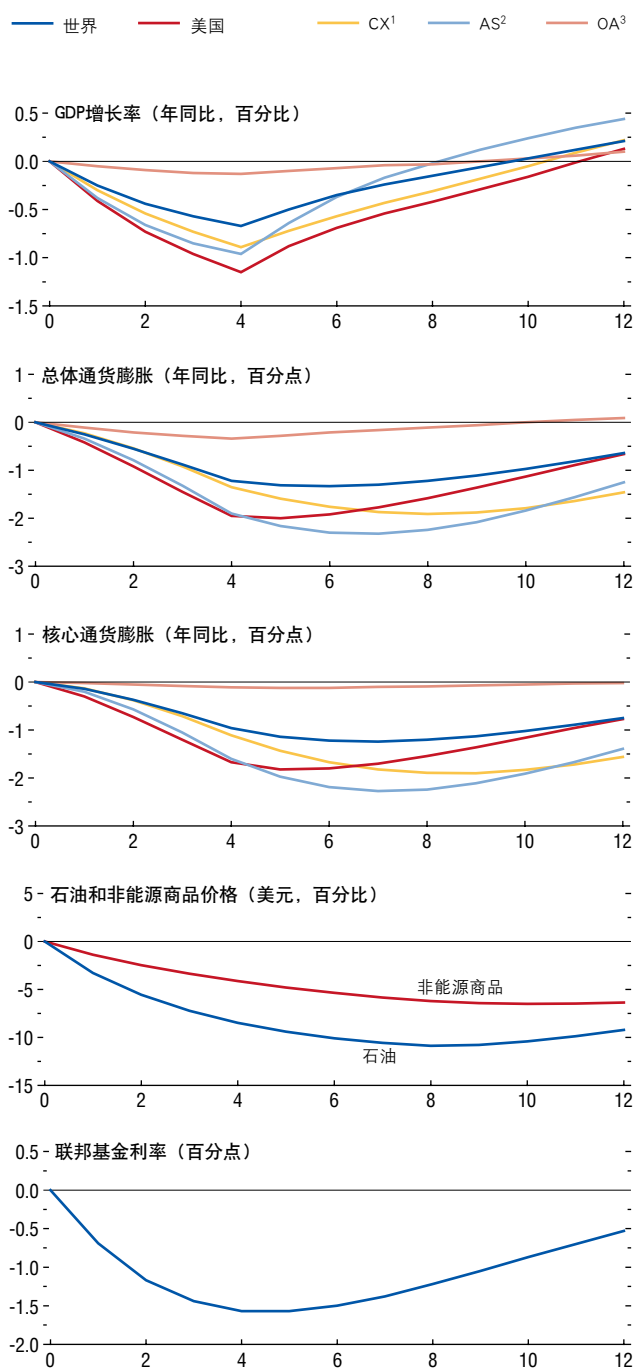 世界 美国 CX¹ AS² OA³
GDP增长率（年同比，百分比）
0.5
0.0
-0.5
-1.0
-1.5
0 2 4 6 8 10 12
总体通货膨胀（年同比，百分点）
1
0
-1
-2
-3
0 2 4 6 8 10 12
核心通货膨胀（年同比，百分点）
1
0
-1
-2
-3
0 2 4 6 8 10 12
石油和非能源商品价格（美元，百分比）
5
0
-5
-10
-15
非能源商品
石油
0 2 4 6 8 10 12
联邦基金利率（百分点）
0.5
0.0
-0.5
-1.0
-1.5
-2.0
0 2 4 6 8 10 12